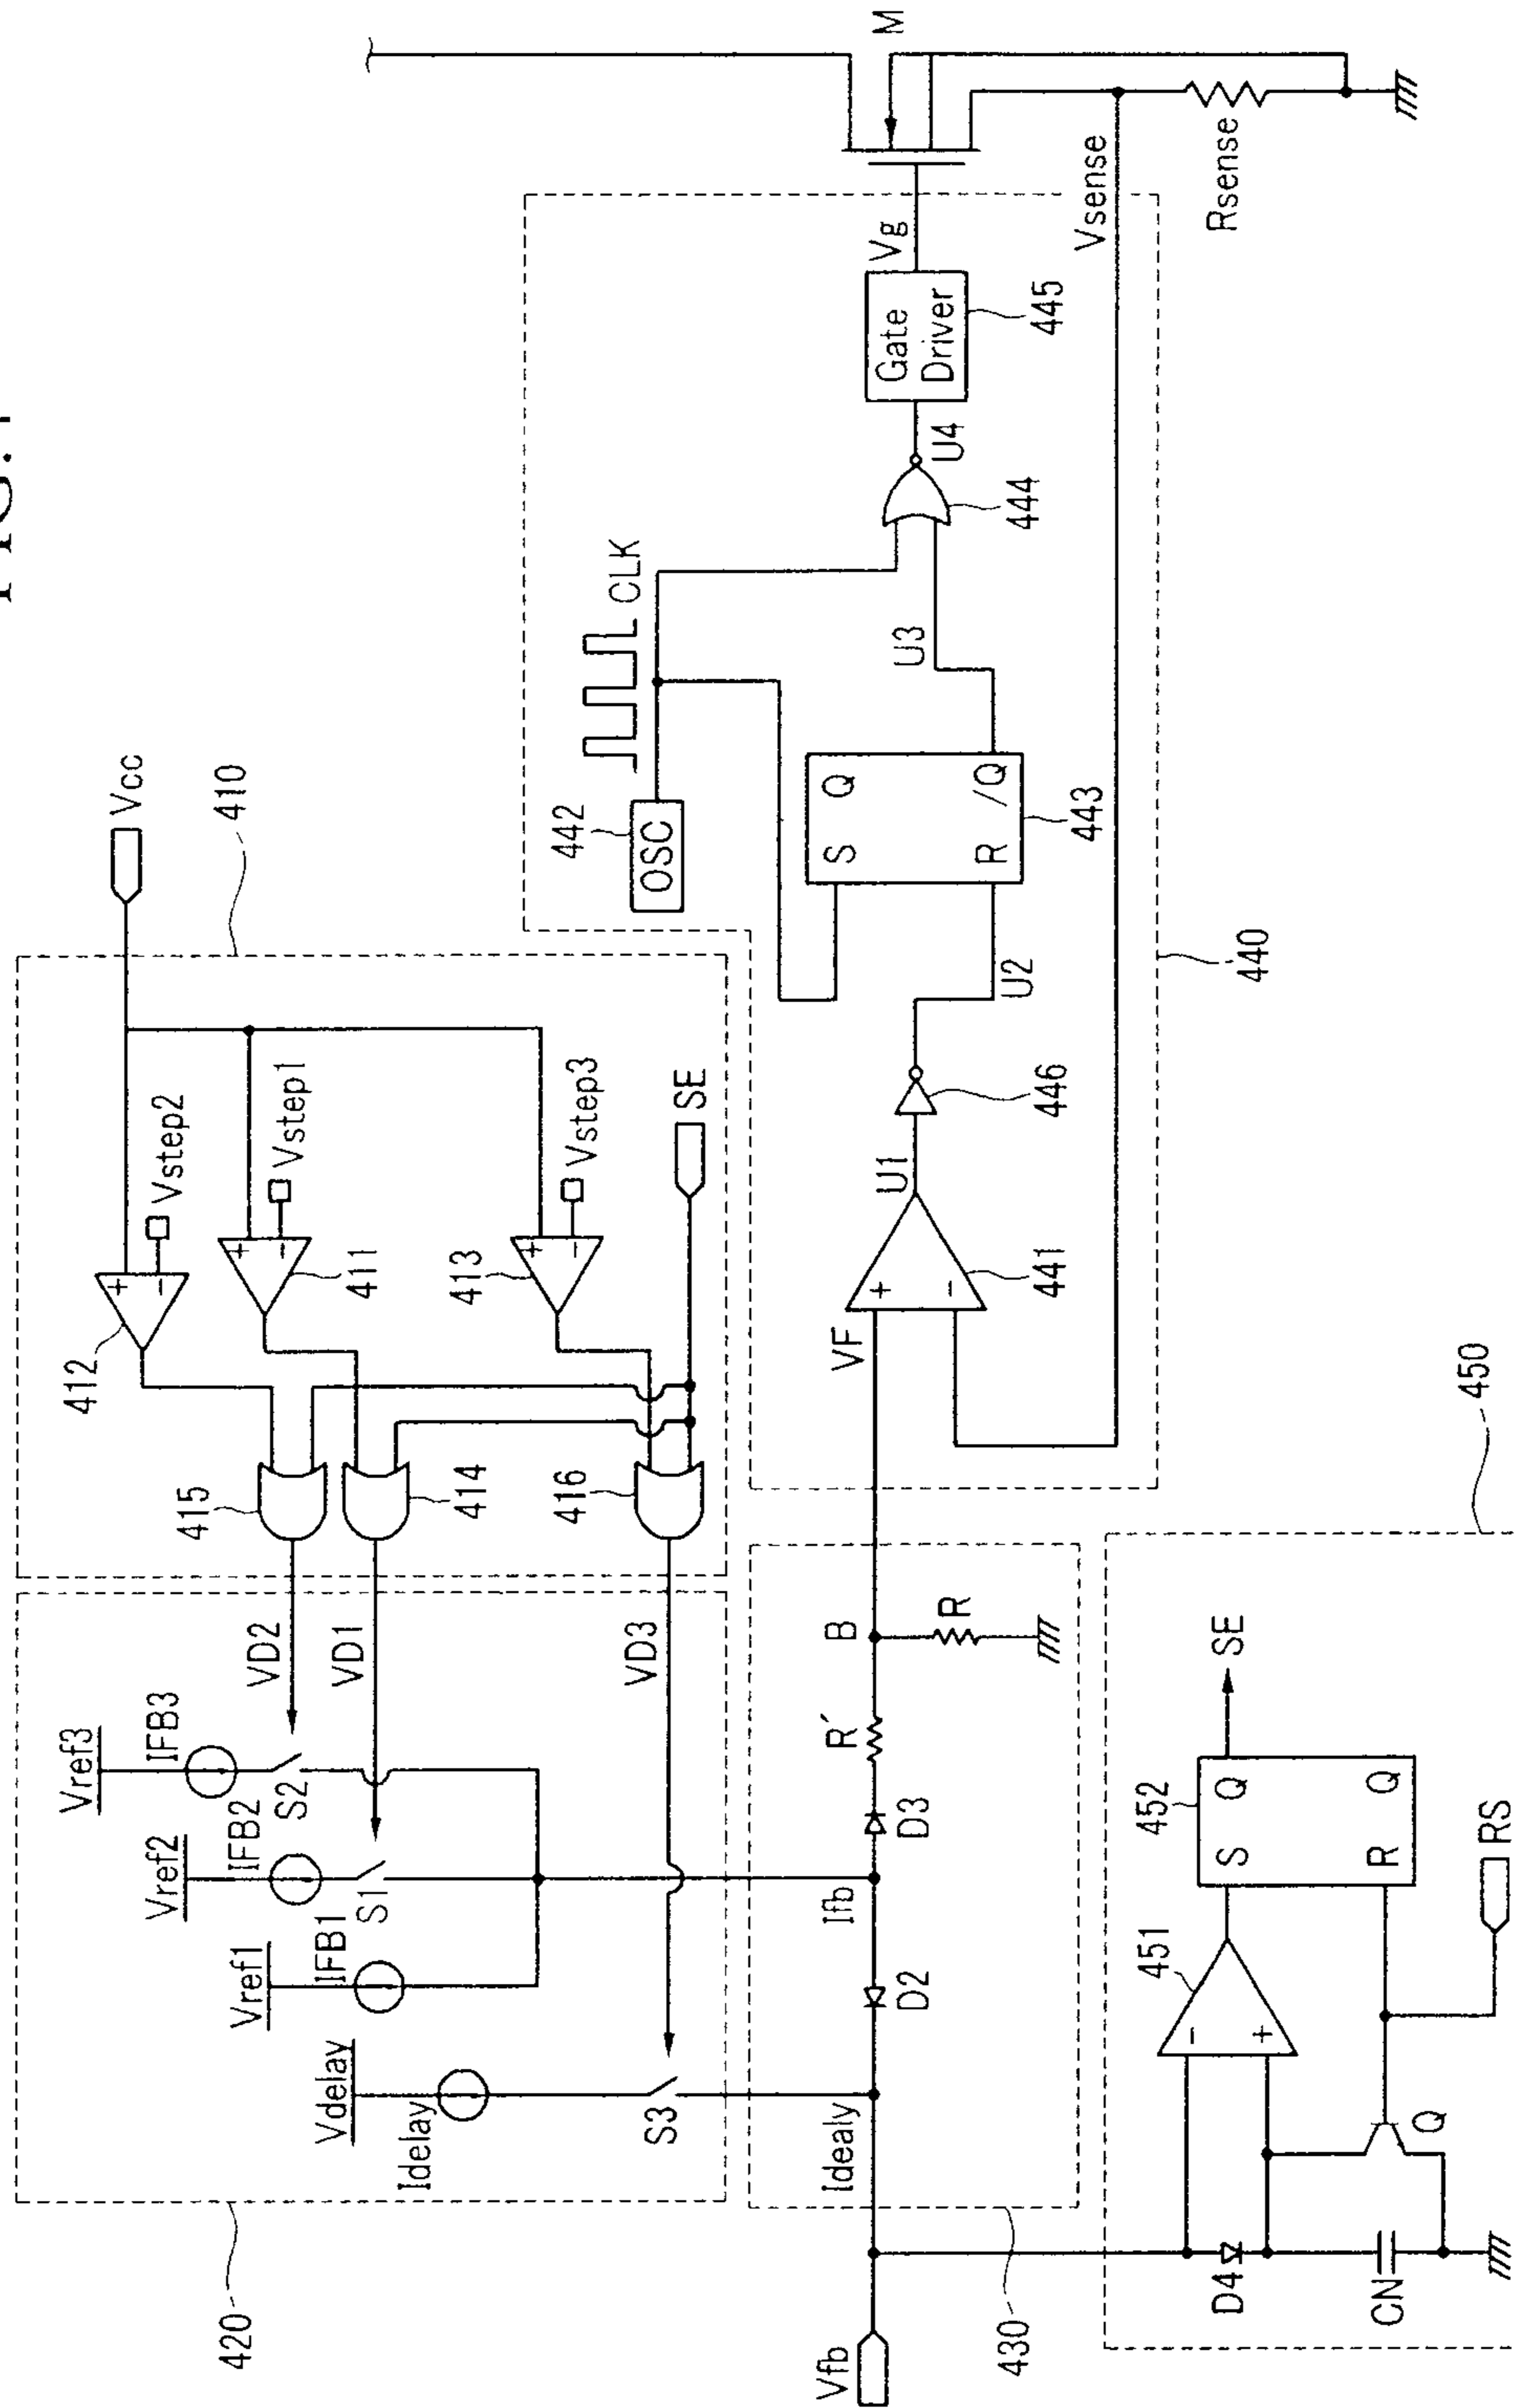 Vcc
410
412
Vstep2
411
Vstep1
413
Vstep3
SE
415
414
416
420
Vref3
IFB3
VD2
S2
Vref2
IFB2
VD1
S1
Vref1
IFB1
VD3
Vdelay
Idelay
S3
Vfb
Idealy
Ifb
D2
D3
R´
B
R
430
VF
+
−
441
U1
446
U2
442
OSC
CLK
S
Q
R
/Q
443
U3
444
U4
Gate
Driver
445
Vg
M
Vsense
Rsense
440
450
451
−
+
452
S
Q
R
Q
SE
RS
D4
CN
Q
+
−
+
−
+
−